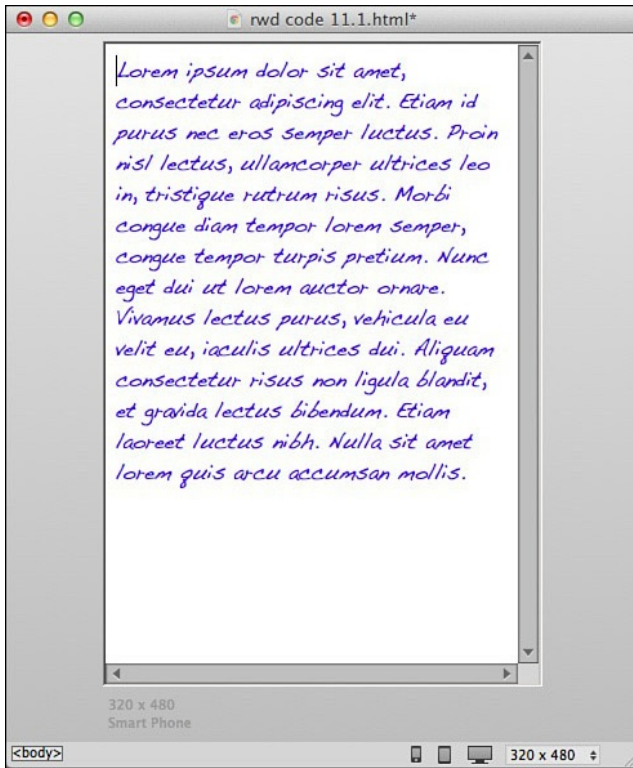 rwd code 11.1.html*
Lorem ipsum dolor sit amet,
consectetur adipiscing elit. Etiam id
purus nec eros semper luctus. Proin
nisl lectus, ullamcorper ultrices leo
in, tristique rutrum risus. Morbi
congue diam tempor lorem semper,
congue tempor turpis pretium. Nunc
eget dui ut lorem auctor ornare.
Vivamus lectus purus, vehicula eu
velit eu, iaculis ultrices dui. Aliquam
consectetur risus non ligula blandit,
et gravida lectus bibendum. Etiam
laoreet luctus nibh. Nulla sit amet
lorem quis arcu accumsan mollis.
320 x 480
Smart Phone
<body> 320 x 480